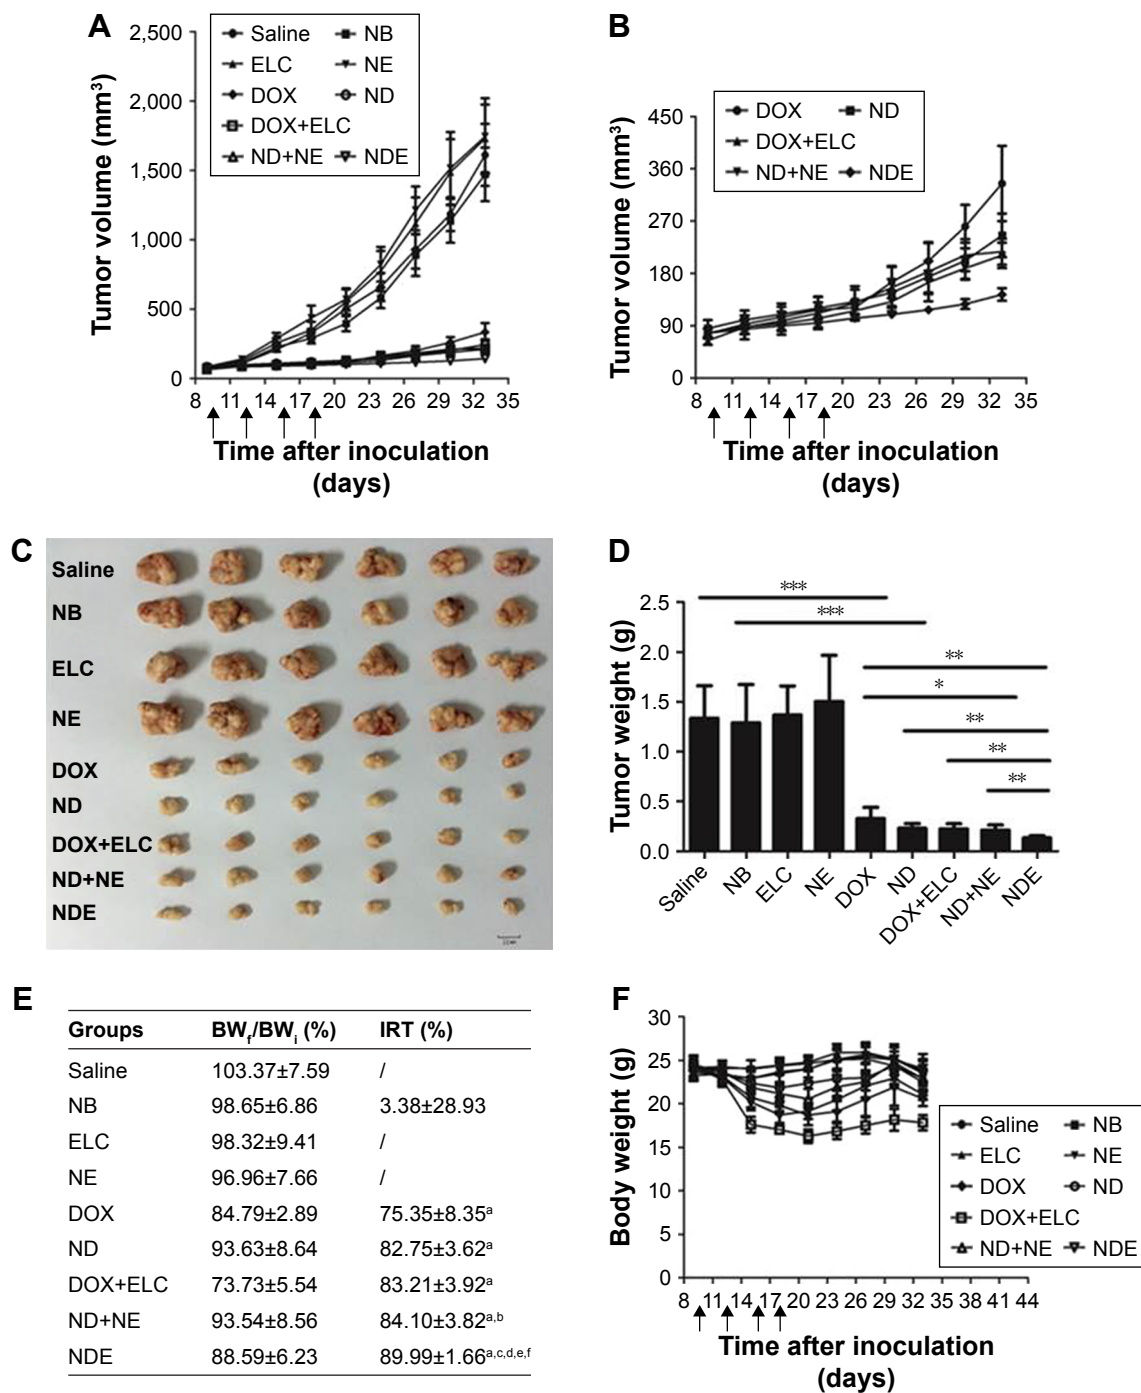 A
2,500
2,000
1,500
1,000
500
0
Tumor volume (mm³)
Saline NB
ELC NE
DOX ND
DOX+ELC
ND+NE NDE
8 11 14 17 20 23 26 29 32 35
Time after inoculation
(days)
B
450
360
270
180
90
0
Tumor volume (mm³)
DOX ND
DOX+ELC
ND+NE NDE
8 11 14 17 20 23 26 29 32 35
Time after inoculation
(days)
C
Saline
NB
ELC
NE
DOX
ND
DOX+ELC
ND+NE
NDE
D
2.5
2.0
1.5
1.0
0.5
0.0
Tumor weight (g)
***
***
**
*
**
**
**
Saline NB ELC NE DOX ND DOX+ELC ND+NE NDE
E
Groups BWf/BWi (%) IRT (%)
Saline 103.37±7.59 /
NB 98.65±6.86 3.38±28.93
ELC 98.32±9.41 /
NE 96.96±7.66 /
DOX 84.79±2.89 75.35±8.35a
ND 93.63±8.64 82.75±3.62a
DOX+ELC 73.73±5.54 83.21±3.92a
ND+NE 93.54±8.56 84.10±3.82a,b
NDE 88.59±6.23 89.99±1.66a,c,d,e,f
F
30
25
20
15
10
5
0
Body weight (g)
Saline NB
ELC NE
DOX ND
DOX+ELC
ND+NE NDE
8 11 14 17 20 23 26 29 32 35 38 41 44
Time after inoculation
(days)